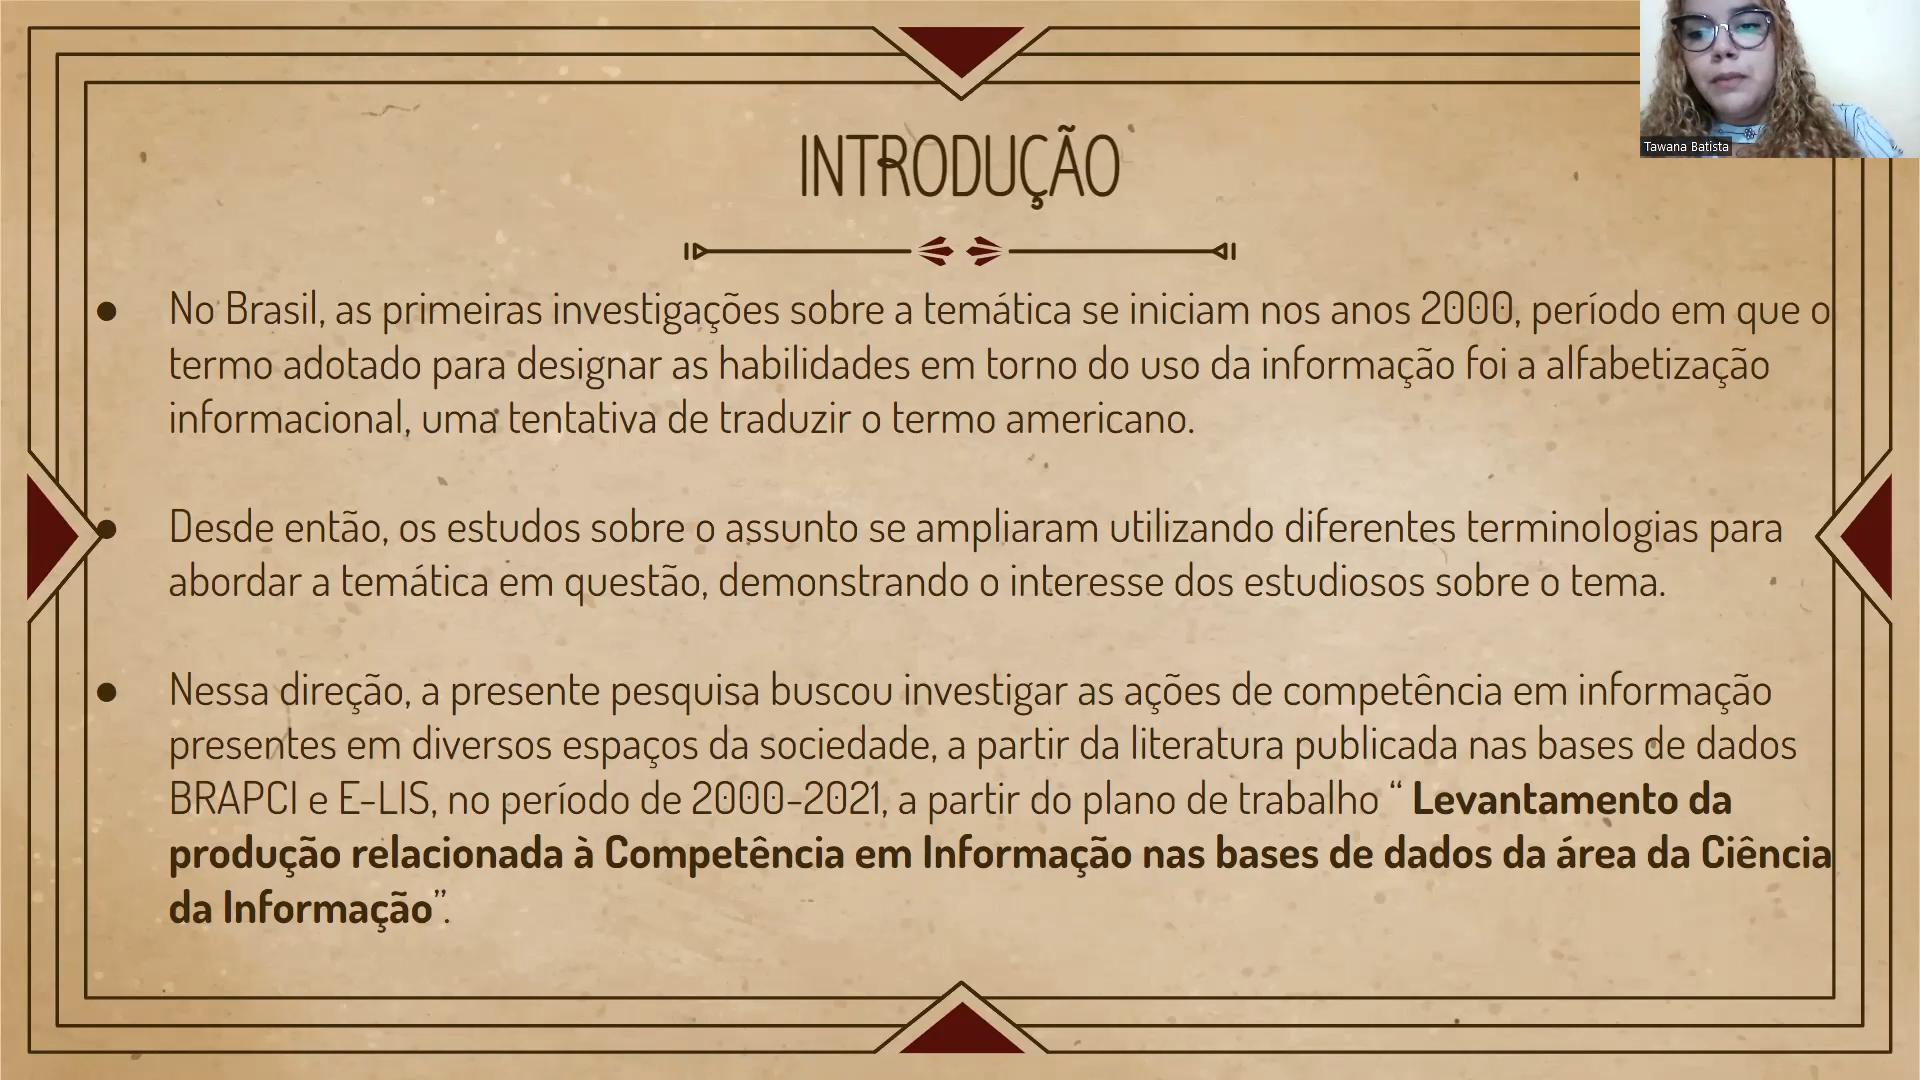 INTRODUÇÃO
Tawana Batista
● No Brasil, as primeiras investigações sobre a temática se iniciam nos anos 2000, período em que o
termo adotado para designar as habilidades em torno do uso da informação foi a alfabetização
informacional, uma tentativa de traduzir o termo americano.
● Desde então, os estudos sobre o assunto se ampliaram utilizando diferentes terminologias para
abordar a temática em questão, demonstrando o interesse dos estudiosos sobre o tema.
● Nessa direção, a presente pesquisa buscou investigar as ações de competência em informação
presentes em diversos espaços da sociedade, a partir da literatura publicada nas bases de dados
BRAPCI e E-LIS, no período de 2000-2021, a partir do plano de trabalho “ Levantamento da
produção relacionada à Competência em Informação nas bases de dados da área da Ciência
da Informação”.